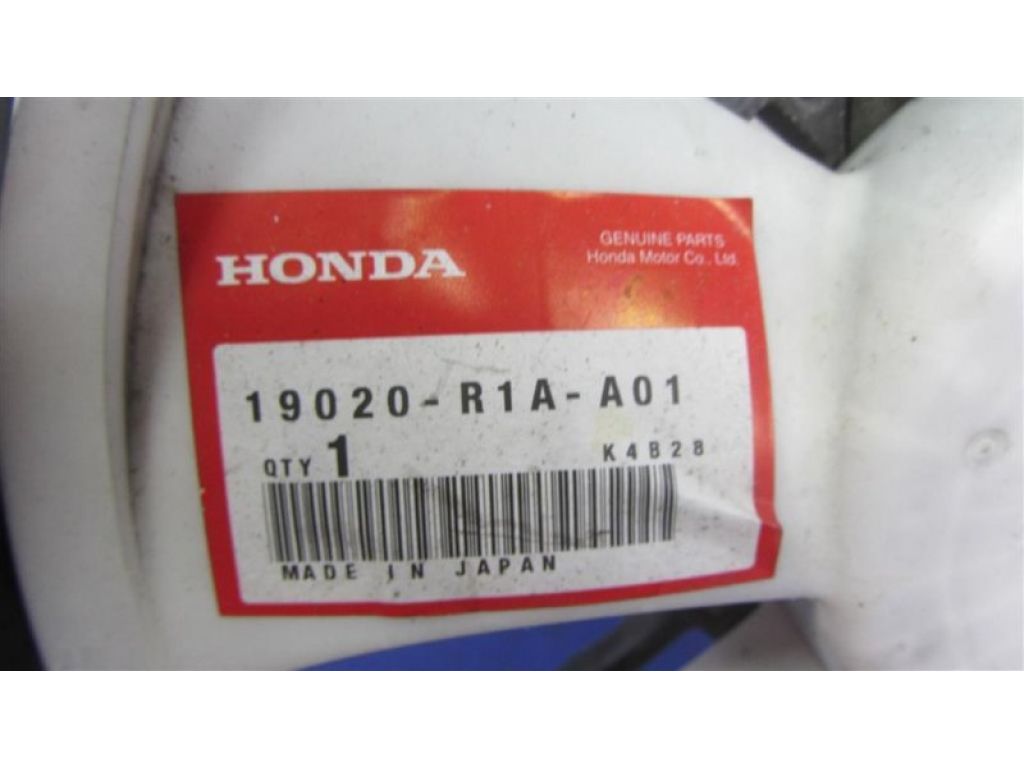 HONDA
GENUINE PARTS
Honda Motor Co., Ltd.
19020-R1A-A01
QTY 1
K4B28
MADE IN JAPAN